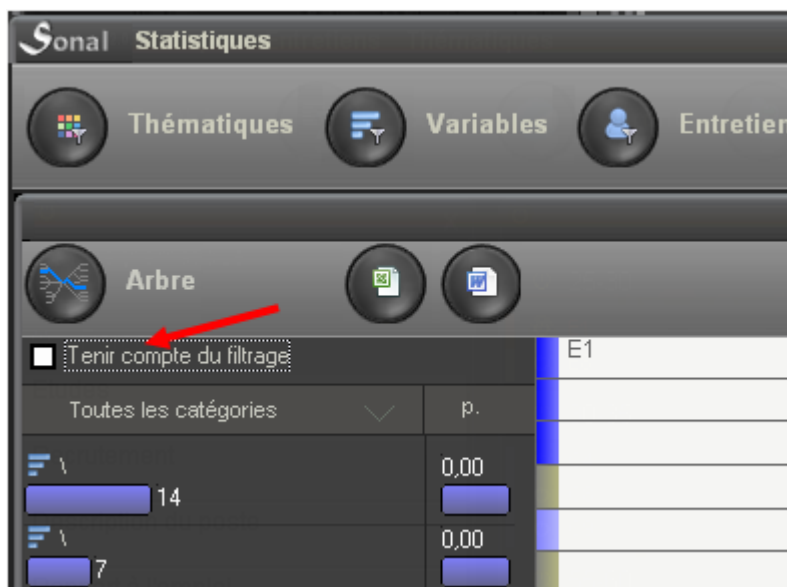 Sonal Statistiques
Thématiques Variables Entretien
Arbre
Tenir compte du filtrage E1
Toutes les catégories p.
\ 0,00
14
\ 0,00
7